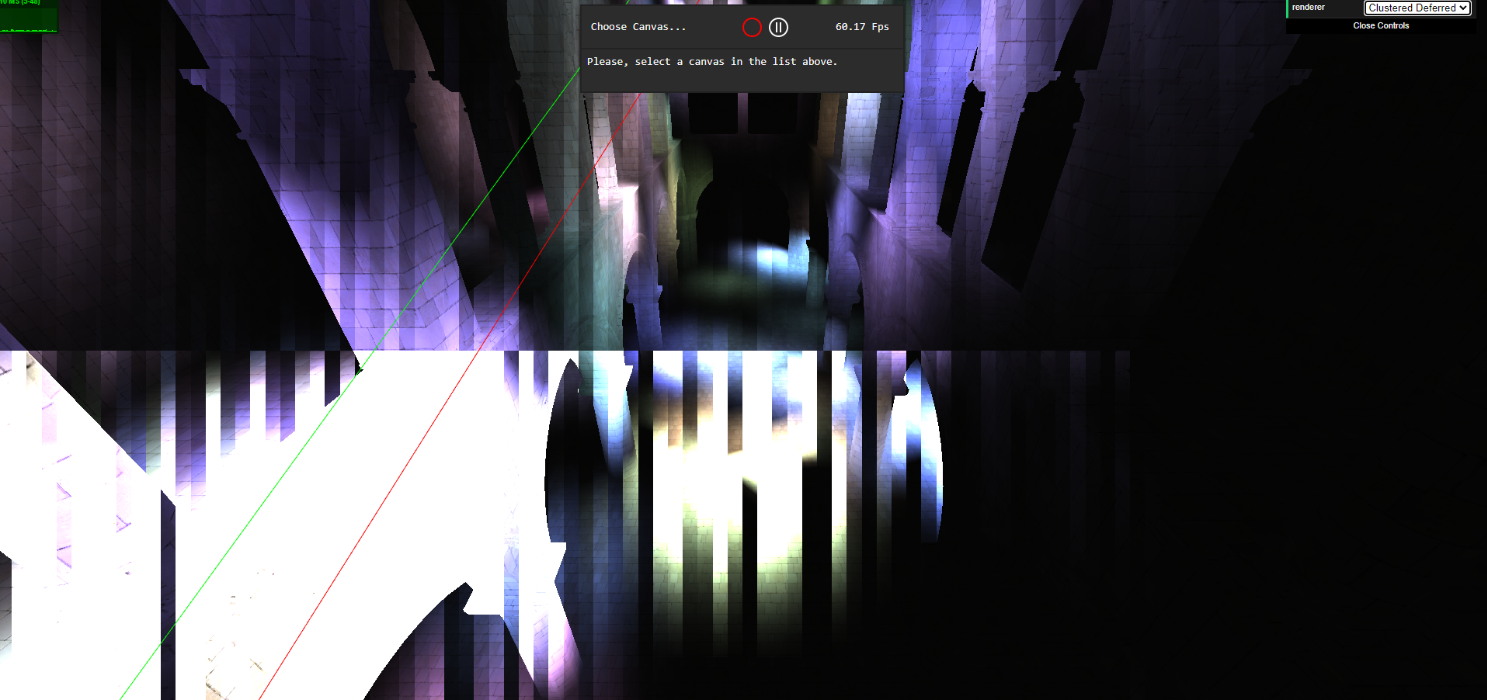 Choose Canvas...
60.17 Fps
Please, select a canvas in the list above.
renderer
Clustered Deferred
Close Controls